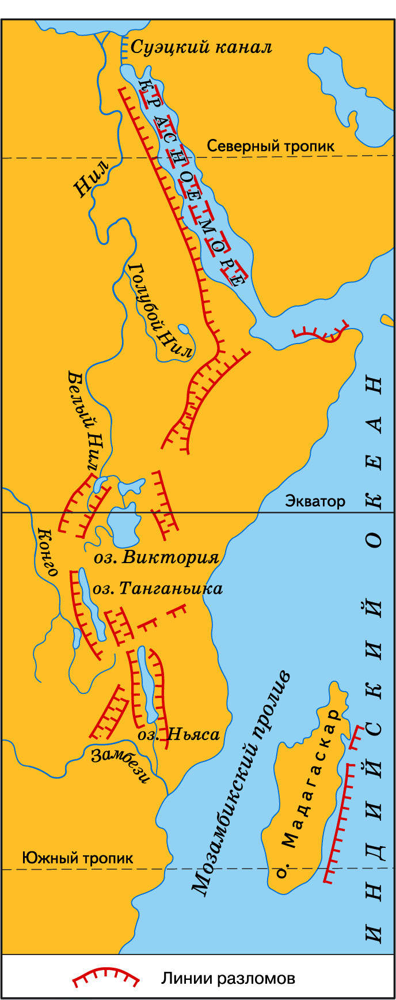 Суэцкий канал
КРАСНОЕ МОРЕ
Северный тропик
Нил
Голубой Нил
Белый Нил
Экватор
Конго
оз. Виктория
оз. Танганьика
оз. Ньяса
Замбези
Мозамбикский пролив
о. Мадагаскар
ИНДИЙСКИЙ ОКЕАН
Южный тропик
Линии разломов